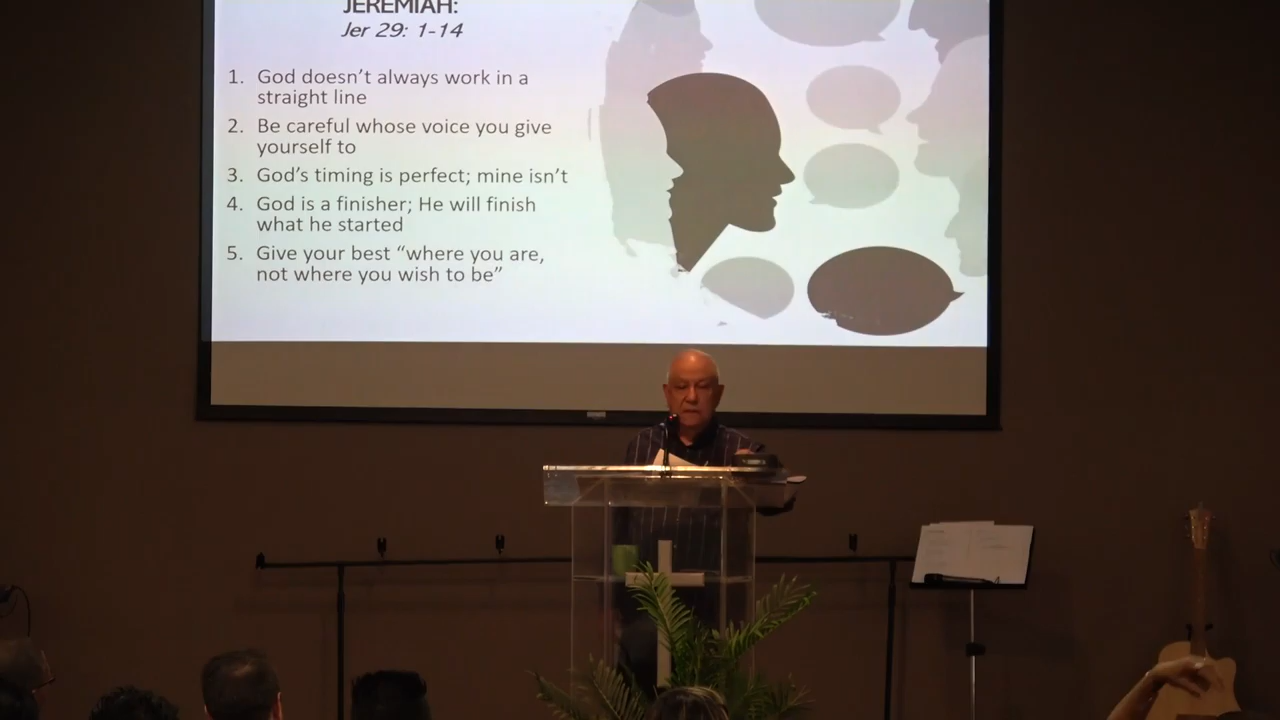 JEREMIAH:
Jer 29: 1-14
1. God doesn't always work in a
straight line
2. Be careful whose voice you give
yourself to
3. God's timing is perfect; mine isn't
4. God is a finisher; He will finish
what he started
5. Give your best “where you are,
not where you wish to be”